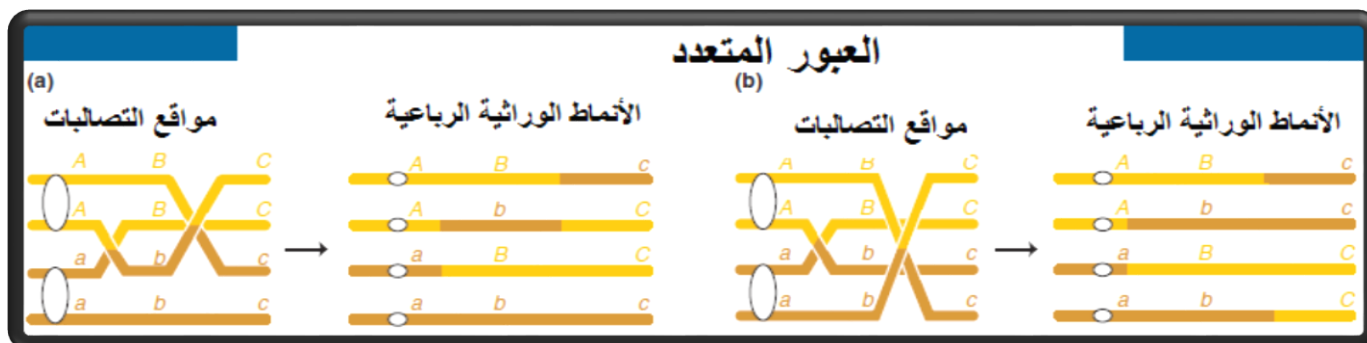 العبور المتعدد
(a)
مواقع التصالبات
الأنماط الوراثية الرباعية
A B C
A B C
a b c
a b c
A B c
A b C
a B C
a b c
(b)
مواقع التصالبات
الأنماط الوراثية الرباعية
A B C
A B C
a b c
a b c
A B c
A b c
a B C
a b C